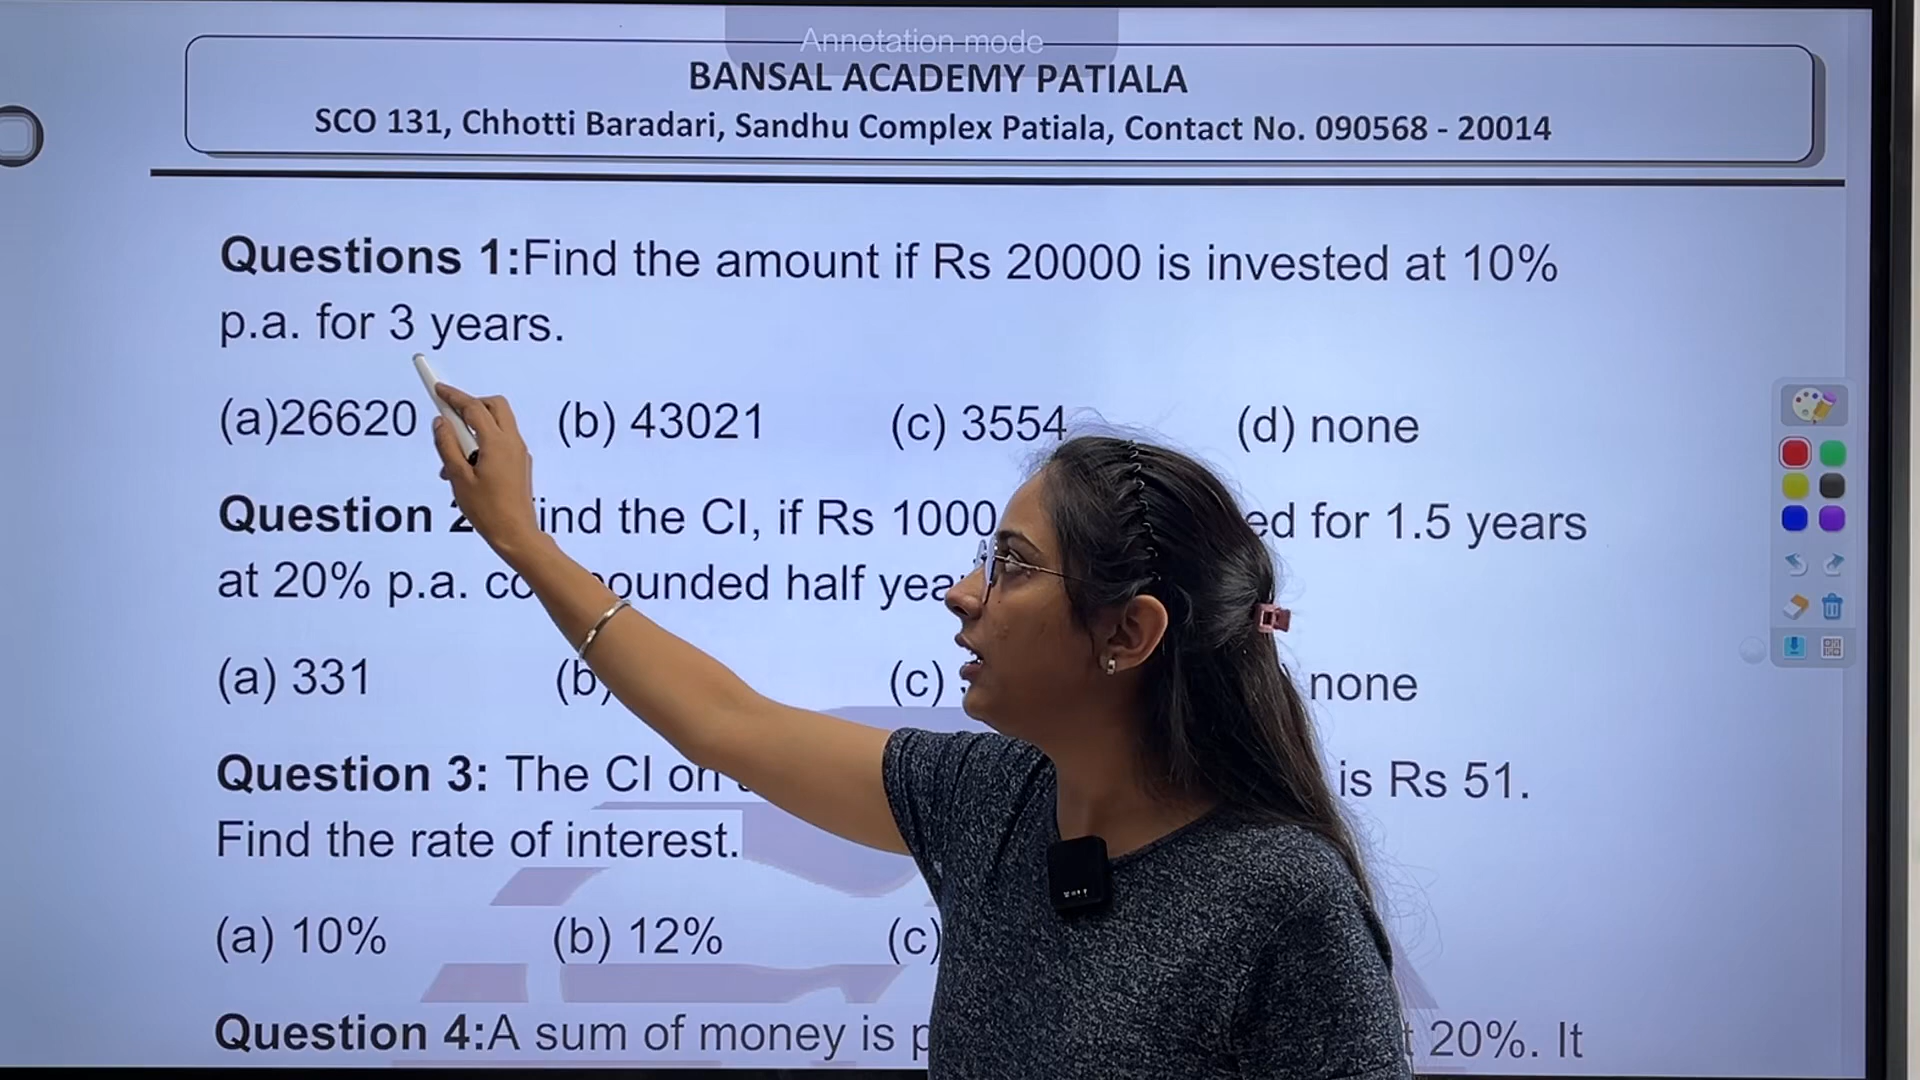 Annotation mode
BANSAL ACADEMY PATIALA
SCO 131, Chhotti Baradari, Sandhu Complex Patiala, Contact No. 090568 - 20014
Questions 1:Find the amount if Rs 20000 is invested at 10%
p.a. for 3 years.
(a)26620 (b) 43021 (c) 3554 (d) none
Question 2 ind the CI, if Rs 1000 ed for 1.5 years
at 20% p.a. co pounded half yea
(a) 331 (b) (c) none
Question 3: The CI on is Rs 51.
Find the rate of interest.
(a) 10% (b) 12% (c)
Question 4:A sum of money is p t 20%. It